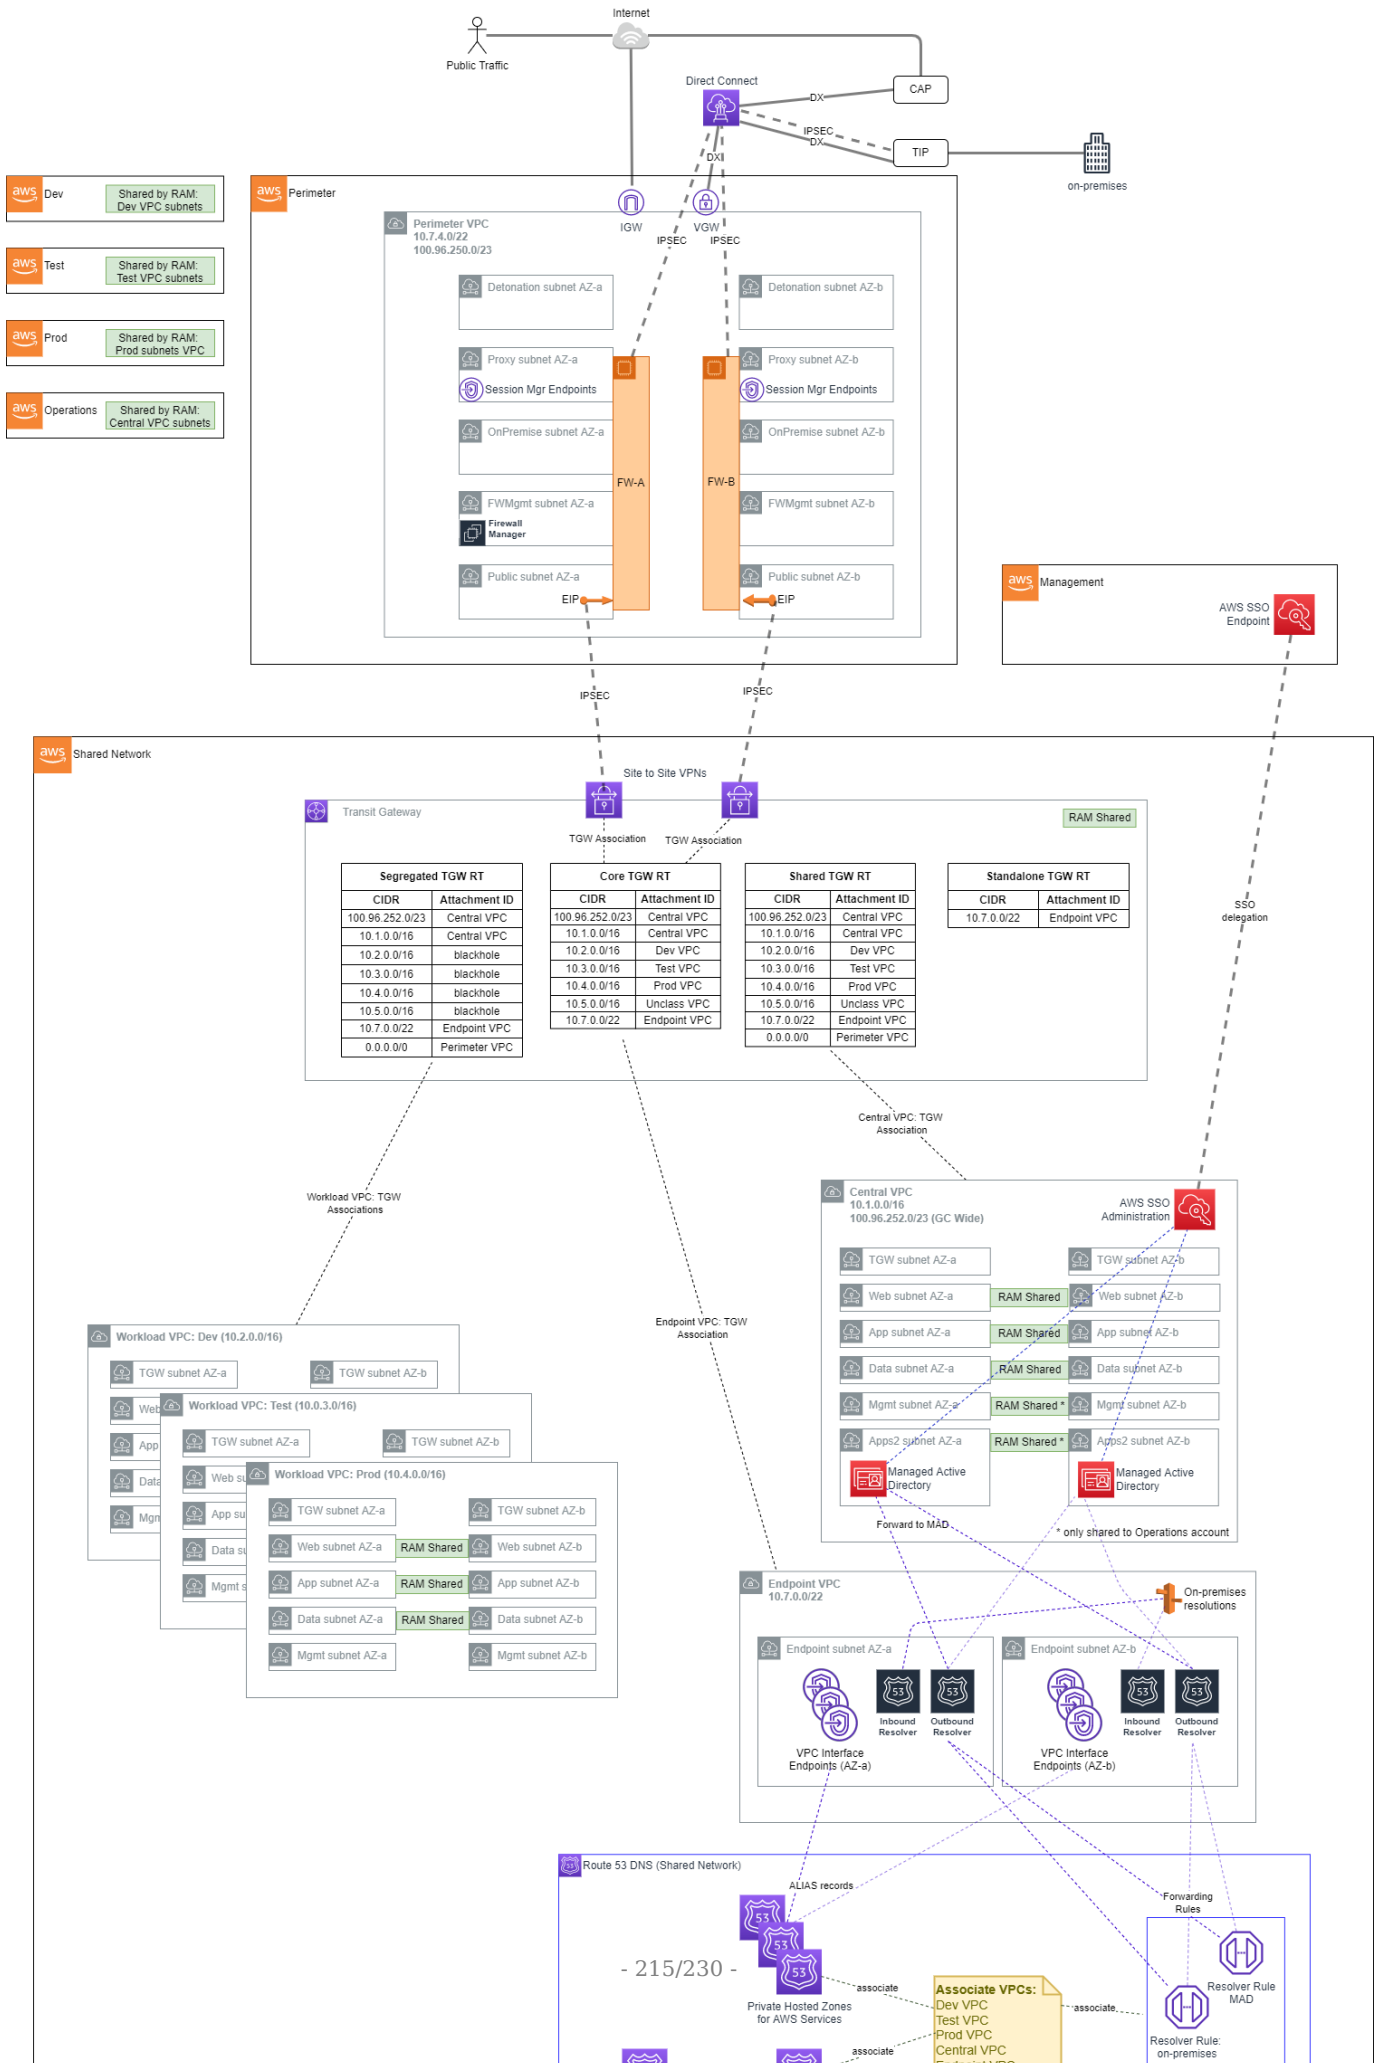 Internet
Public Traffic
Direct Connect
DX
CAP
IPSEC
DX
TIP
DX
on-premises
aws
Dev
Shared by RAM:
Dev VPC subnets
aws
Test
Shared by RAM:
Test VPC subnets
aws
Prod
Shared by RAM:
Prod subnets VPC
aws
Operations
Shared by RAM:
Central VPC subnets
aws
Perimeter
IGW
VGW
Perimeter VPC
10.7.4.0/22
100.96.250.0/23
IPSEC
IPSEC
Detonation subnet AZ-a
Detonation subnet AZ-b
Proxy subnet AZ-a
Session Mgr Endpoints
Proxy subnet AZ-b
Session Mgr Endpoints
OnPremise subnet AZ-a
OnPremise subnet AZ-b
FW-A
FW-B
FWMgmt subnet AZ-a
Firewall
Manager
FWMgmt subnet AZ-b
Public subnet AZ-a
EIP
Public subnet AZ-b
EIP
aws
Management
AWS SSO
Endpoint
IPSEC
IPSEC
aws
Shared Network
Site to Site VPNs
Transit Gateway
RAM Shared
TGW Association
TGW Association
Segregated TGW RT
CIDR Attachment ID
100.96.252.0/23 Central VPC
10.1.0.0/16 Central VPC
10.2.0.0/16 blackhole
10.3.0.0/16 blackhole
10.4.0.0/16 blackhole
10.5.0.0/16 blackhole
10.7.0.0/22 Endpoint VPC
0.0.0.0/0 Perimeter VPC
Core TGW RT
CIDR Attachment ID
100.96.252.0/23 Central VPC
10.1.0.0/16 Central VPC
10.2.0.0/16 Dev VPC
10.3.0.0/16 Test VPC
10.4.0.0/16 Prod VPC
10.5.0.0/16 Unclass VPC
10.7.0.0/22 Endpoint VPC
Shared TGW RT
CIDR Attachment ID
100.96.252.0/23 Central VPC
10.1.0.0/16 Central VPC
10.2.0.0/16 Dev VPC
10.3.0.0/16 Test VPC
10.4.0.0/16 Prod VPC
10.5.0.0/16 Unclass VPC
10.7.0.0/22 Endpoint VPC
0.0.0.0/0 Perimeter VPC
Standalone TGW RT
CIDR Attachment ID
10.7.0.0/22 Endpoint VPC
SSO
delegation
Central VPC: TGW
Association
Workload VPC: TGW
Associations
Endpoint VPC: TGW
Association
Central VPC
10.1.0.0/16
100.96.252.0/23 (GC Wide)
AWS SSO
Administration
TGW subnet AZ-a
TGW subnet AZ-b
Web subnet AZ-a
RAM Shared
Web subnet AZ-b
App subnet AZ-a
RAM Shared
App subnet AZ-b
Data subnet AZ-a
RAM Shared
Data subnet AZ-b
Mgmt subnet AZ-a
RAM Shared *
Mgmt subnet AZ-b
Apps2 subnet AZ-a
RAM Shared *
Apps2 subnet AZ-b
Managed Active
Directory
Managed Active
Directory
Forward to MAD
* only shared to Operations account
Workload VPC: Dev (10.2.0.0/16)
TGW subnet AZ-a
TGW subnet AZ-b
Web
App
Data
Mgm
Workload VPC: Test (10.0.3.0/16)
TGW subnet AZ-a
TGW subnet AZ-b
Web su
App su
Data su
Mgmt s
Workload VPC: Prod (10.4.0.0/16)
TGW subnet AZ-a
TGW subnet AZ-b
Web subnet AZ-a
RAM Shared
Web subnet AZ-b
App subnet AZ-a
RAM Shared
App subnet AZ-b
Data subnet AZ-a
RAM Shared
Data subnet AZ-b
Mgmt subnet AZ-a
Mgmt subnet AZ-b
Endpoint VPC
10.7.0.0/22
On-premises
resolutions
Endpoint subnet AZ-a
53
53
Inbound
Resolver
Outbound
Resolver
VPC Interface
Endpoints (AZ-a)
Endpoint subnet AZ-b
53
53
Inbound
Resolver
Outbound
Resolver
VPC Interface
Endpoints (AZ-b)
53
Route 53 DNS (Shared Network)
ALIAS records
Forwarding
Rules
53
53
53
Private Hosted Zones
for AWS Services
- 215/230 -
associate
associate
Associate VPCs:
Dev VPC
Test VPC
Prod VPC
Central VPC
Endpoint VPC
associate
Resolver Rule
MAD
Resolver Rule:
on-premises